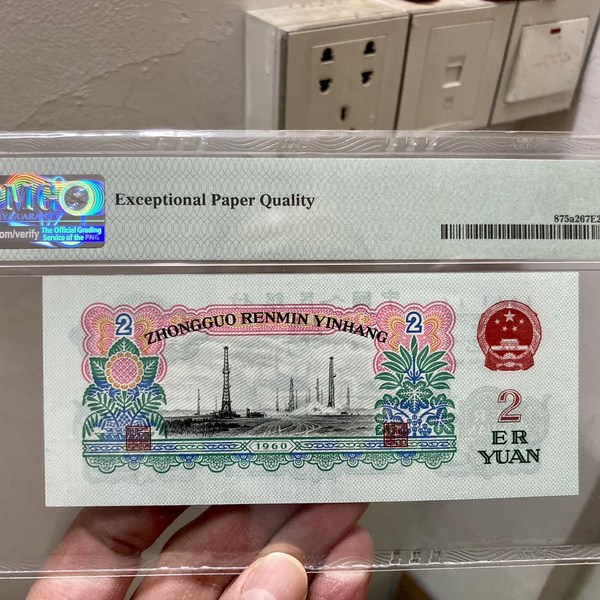 PMG
Exceptional Paper Quality
875a267E2
com/verify
The Official Grading
Service of the PNG
2
ZHONGGUO RENMIN YINHANG
2
1960
2
ER
YUAN